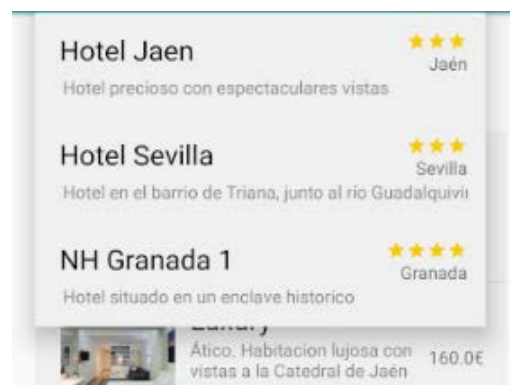 Hotel Jaen
Jaén
Hotel precioso con espectaculares vistas
Hotel Sevilla
Sevilla
Hotel en el barrio de Triana, junto al río Guadalquivi
NH Granada 1
Granada
Hotel situado en un enclave historico
Luxury
Ático. Habitacion lujosa con
160.0€
vistas a la Catedral de Jaén